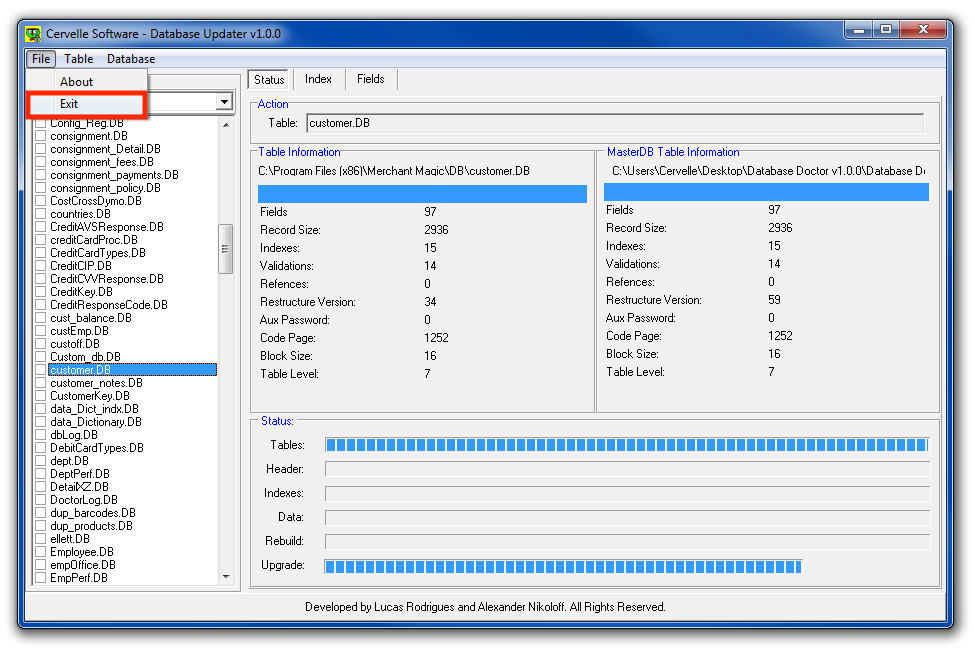 Cervelle Software - Database Updater v1.0.0
File Table Database
About
Exit
Config_Reg.DB
consignment.DB
consignment_Detail.DB
consignment_fees.DB
consignment_payments.DB
consignment_policy.DB
CostCrossDymo.DB
countries.DB
CreditAVSResponse.DB
creditCardProc.DB
CreditCardTypes.DB
CreditCIP.DB
CreditCVVResponse.DB
CreditKey.DB
CreditResponseCode.DB
cust_balance.DB
custEmp.DB
custoff.DB
Custom_db.DB
customer.DB
customer_notes.DB
CustomerKey.DB
data_Dict_indx.DB
data_Dictionary.DB
dbLog.DB
DebitCardTypes.DB
dept.DB
DeptPerf.DB
DetailXZ.DB
DoctorLog.DB
dup_barcodes.DB
dup_products.DB
ellett.DB
Employee.DB
empOffice.DB
EmpPerf.DB
Status Index Fields
Action
Table: customer.DB
Table Information
C:\Program Files (x86)\Merchant Magic\DB\customer.DB
Fields 97
Record Size: 2936
Indexes: 15
Validations: 14
Refences: 0
Restructure Version: 34
Aux Password: 0
Code Page: 1252
Block Size: 16
Table Level: 7
MasterDB Table Information
C:\Users\Cervelle\Desktop\Database Doctor v1.0.0\Database D
Fields 97
Record Size: 2936
Indexes: 15
Validations: 14
Refences: 0
Restructure Version: 59
Aux Password: 0
Code Page: 1252
Block Size: 16
Table Level: 7
Status:
Tables:
Header:
Indexes:
Data:
Rebuild:
Upgrade:
Developed by Lucas Rodrigues and Alexander Nikoloff. All Rights Reserved.